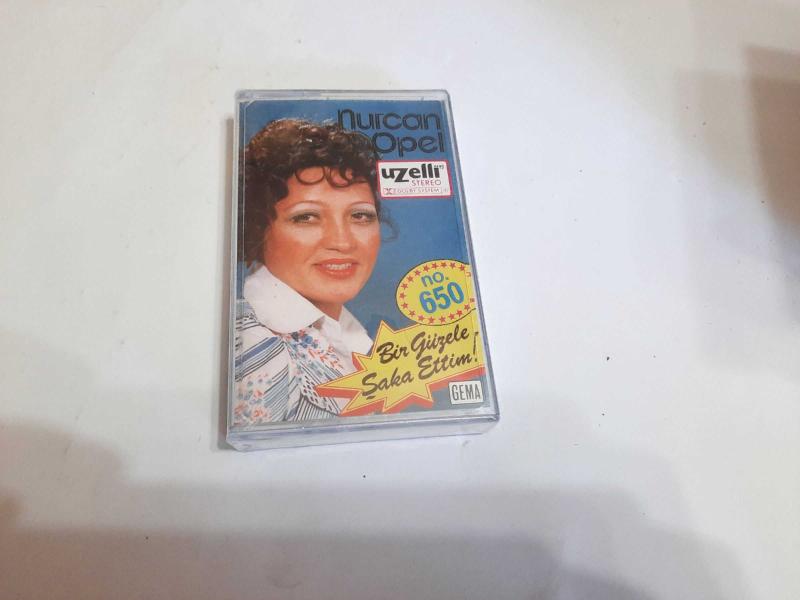 Nurcan
Opel
uzelli
STEREO
DOLBY SYSTEM
no.
650
Bir Güzele
Şaka Ettim!
GEMA